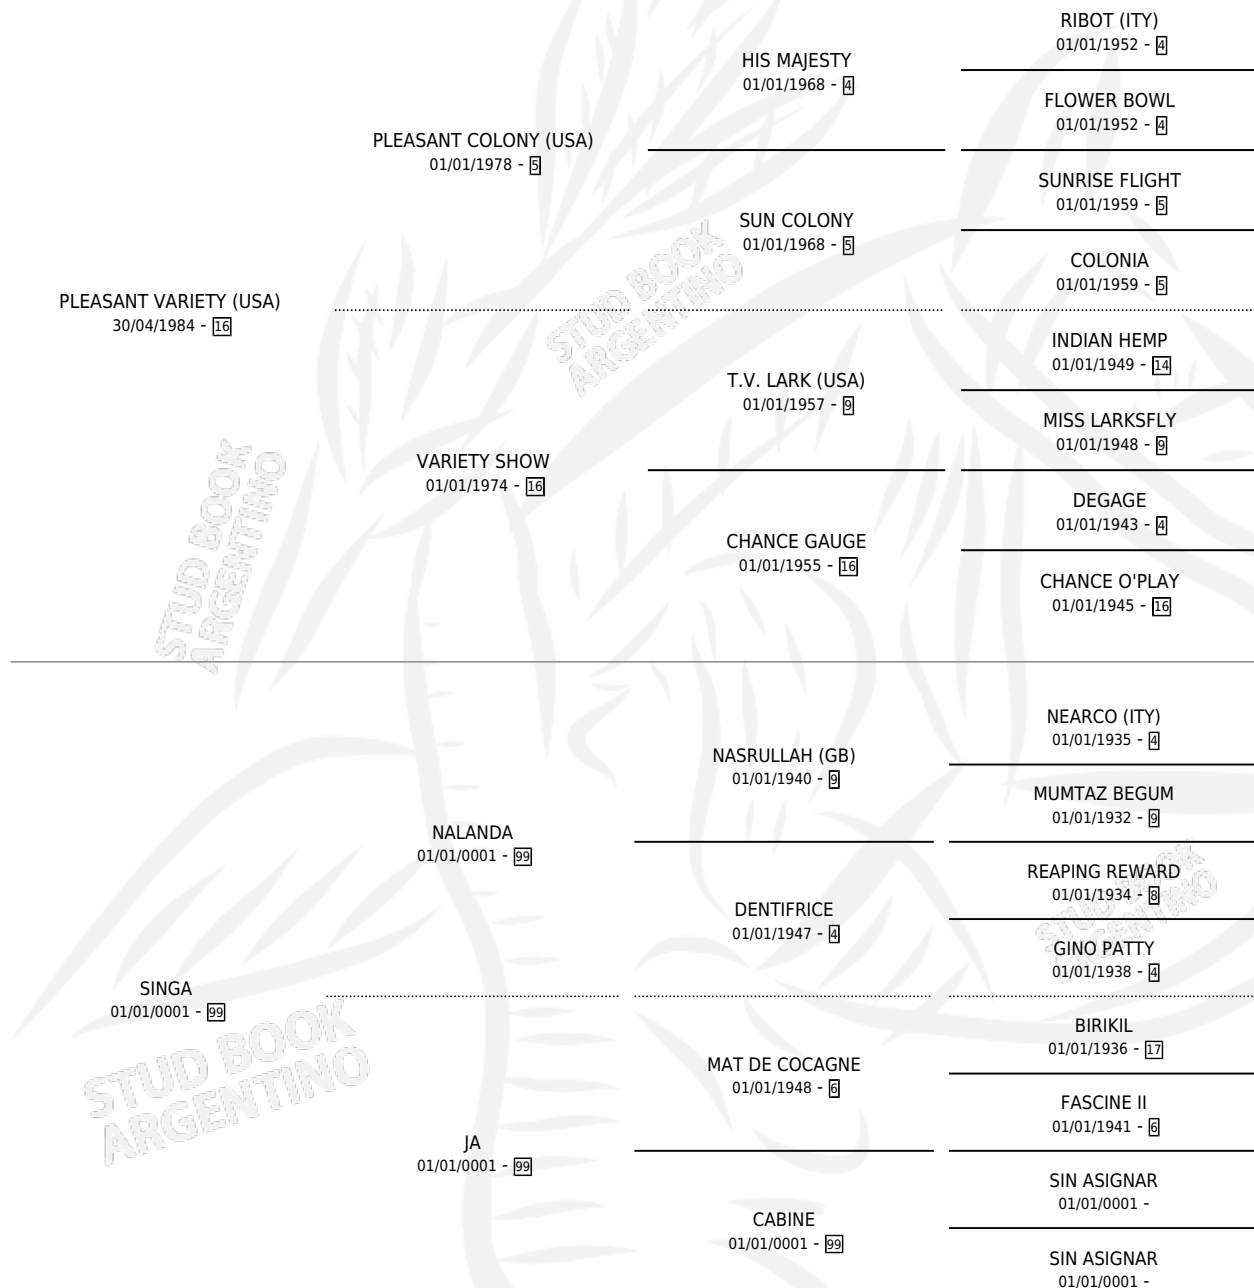 PLEASANT VARIETY (USA)
30/04/1984 - 16
PLEASANT COLONY (USA)
01/01/1978 - 5
VARIETY SHOW
01/01/1974 - 16
HIS MAJESTY
01/01/1968 - 4
SUN COLONY
01/01/1968 - 5
T.V. LARK (USA)
01/01/1957 - 9
CHANCE GAUGE
01/01/1955 - 16
RIBOT (ITY)
01/01/1952 - 4
FLOWER BOWL
01/01/1952 - 4
SUNRISE FLIGHT
01/01/1959 - 5
COLONIA
01/01/1959 - 5
INDIAN HEMP
01/01/1949 - 14
MISS LARKSFLY
01/01/1948 - 9
DEGAGE
01/01/1943 - 4
CHANCE O'PLAY
01/01/1945 - 16
STUD BOOK
ARGENTINO
STUD BOOK
ARGENTINO
SINGA
01/01/0001 - 99
NALANDA
01/01/0001 - 99
JA
01/01/0001 - 99
NASRULLAH (GB)
01/01/1940 - 9
DENTIFRICE
01/01/1947 - 4
MAT DE COCAGNE
01/01/1948 - 6
CABINE
01/01/0001 - 99
NEARCO (ITY)
01/01/1935 - 4
MUMTAZ BEGUM
01/01/1932 - 9
REAPING REWARD
01/01/1934 - 8
GINO PATTY
01/01/1938 - 4
BIRIKIL
01/01/1936 - 17
FASCINE II
01/01/1941 - 6
SIN ASIGNAR
01/01/0001 -
SIN ASIGNAR
01/01/0001 -
STUD BOOK
ARGENTINO
STUD BOOK
ARGENTINO